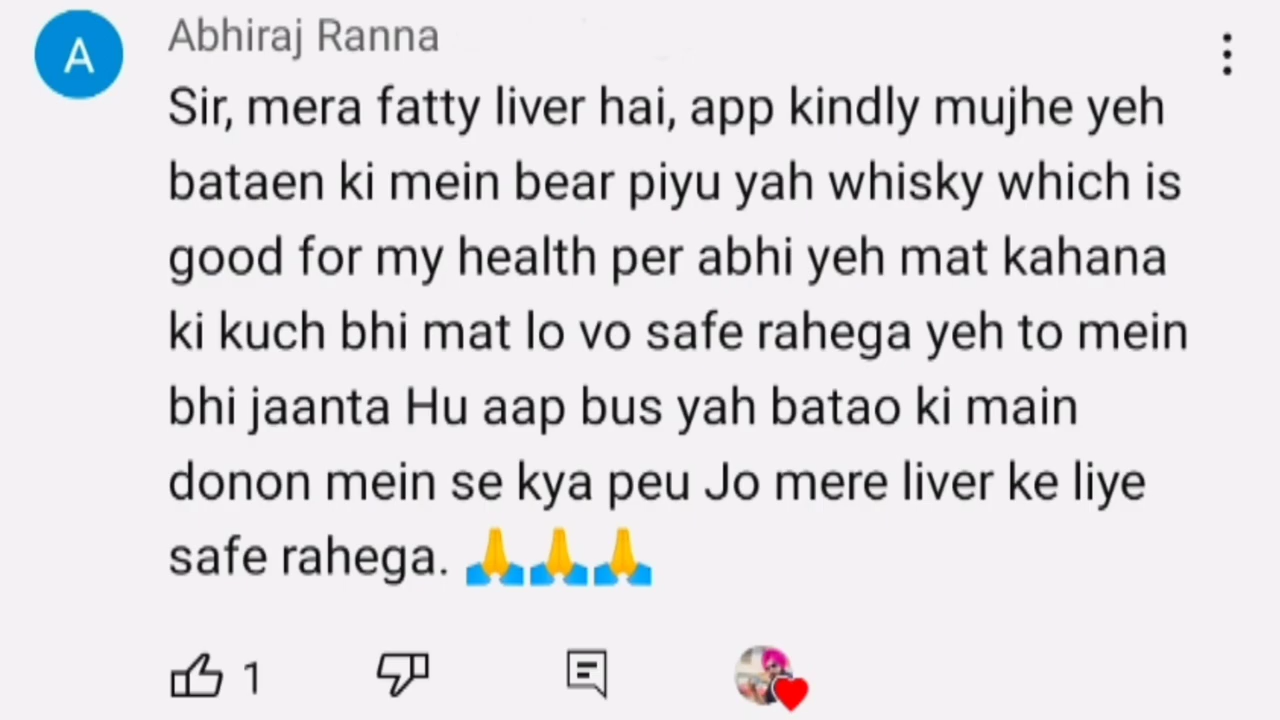 A
Abhiraj Ranna
Sir, mera fatty liver hai, app kindly mujhe yeh
bataen ki mein bear piyu yah whisky which is
good for my health per abhi yeh mat kahana
ki kuch bhi mat lo vo safe rahega yeh to mein
bhi jaanta Hu aap bus yah batao ki main
donon mein se kya peu Jo mere liver ke liye
safe rahega. 🙏🙏🙏
1